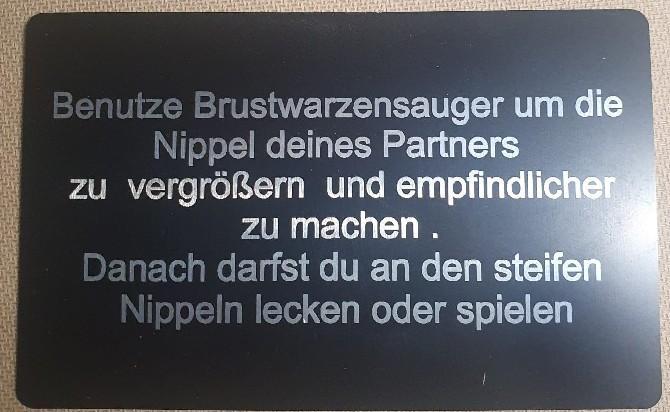 Benutze Brustwarzensauger um die
Nippel deines Partners
zu vergrößern und empfindlicher
zu machen .
Danach darfst du an den steifen
Nippeln lecken oder spielen